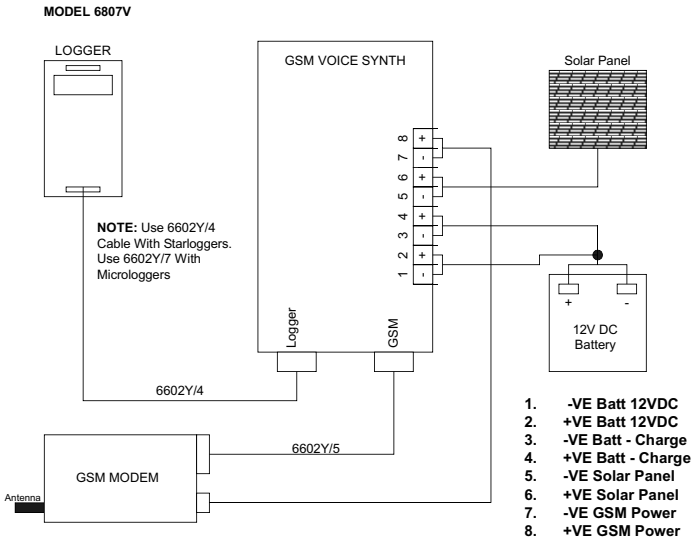 MODEL 6807V
LOGGER
GSM VOICE SYNTH
Solar Panel
8 +
7 -
6 +
5 -
4 +
3 -
2 +
1 -
NOTE: Use 6602Y/4
Cable With Starloggers.
Use 6602Y/7 With
Microloggers
+ -
12V DC
Battery
Logger
GSM
6602Y/4
6602Y/5
GSM MODEM
Antenna
1. -VE Batt 12VDC
2. +VE Batt 12VDC
3. -VE Batt - Charge
4. +VE Batt - Charge
5. -VE Solar Panel
6. +VE Solar Panel
7. -VE GSM Power
8. +VE GSM Power